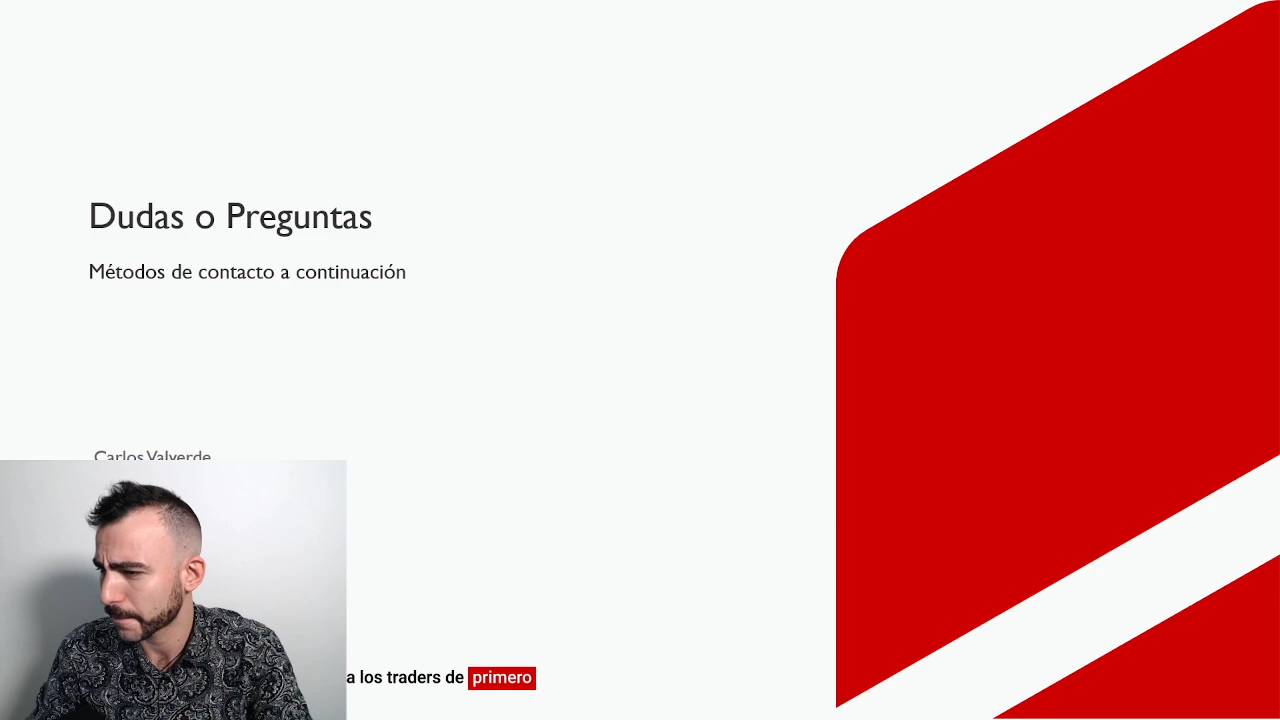 Dudas o Preguntas
Métodos de contacto a continuación
Carlos Valverde
a los traders de primero